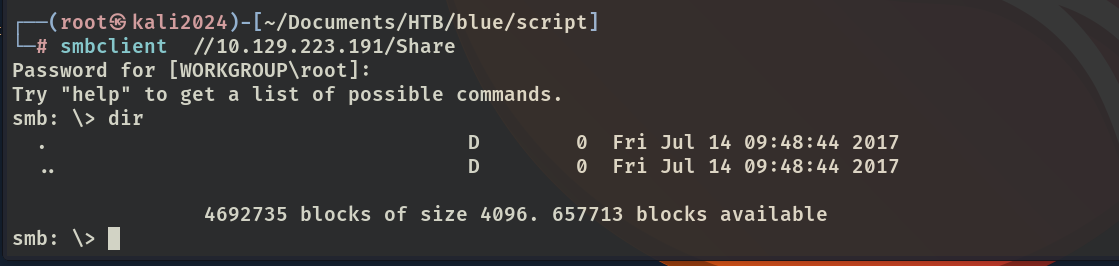 ┌──(root㉿kali2024)-[~/Documents/HTB/blue/script]
└─# smbclient  //10.129.223.191/Share
Password for [WORKGROUP\root]:
Try "help" to get a list of possible commands.
smb: \> dir
  .                                   D        0  Fri Jul 14 09:48:44 2017
  ..                                  D        0  Fri Jul 14 09:48:44 2017
                4692735 blocks of size 4096. 657713 blocks available
smb: \>